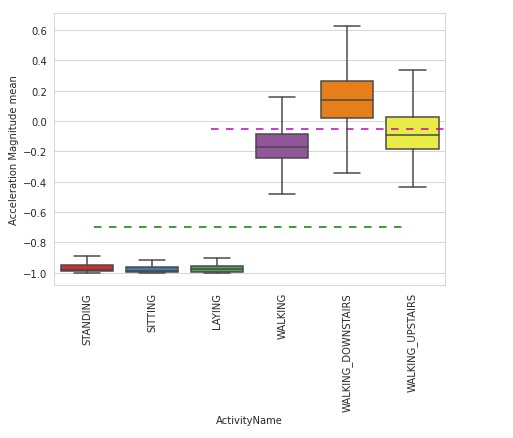 0.6
0.4
0.2
0.0
−0.2
−0.4
−0.6
−0.8
−1.0
Acceleration Magnitude mean
STANDING
SITTING
LAYING
WALKING
WALKING_DOWNSTAIRS
WALKING_UPSTAIRS
ActivityName